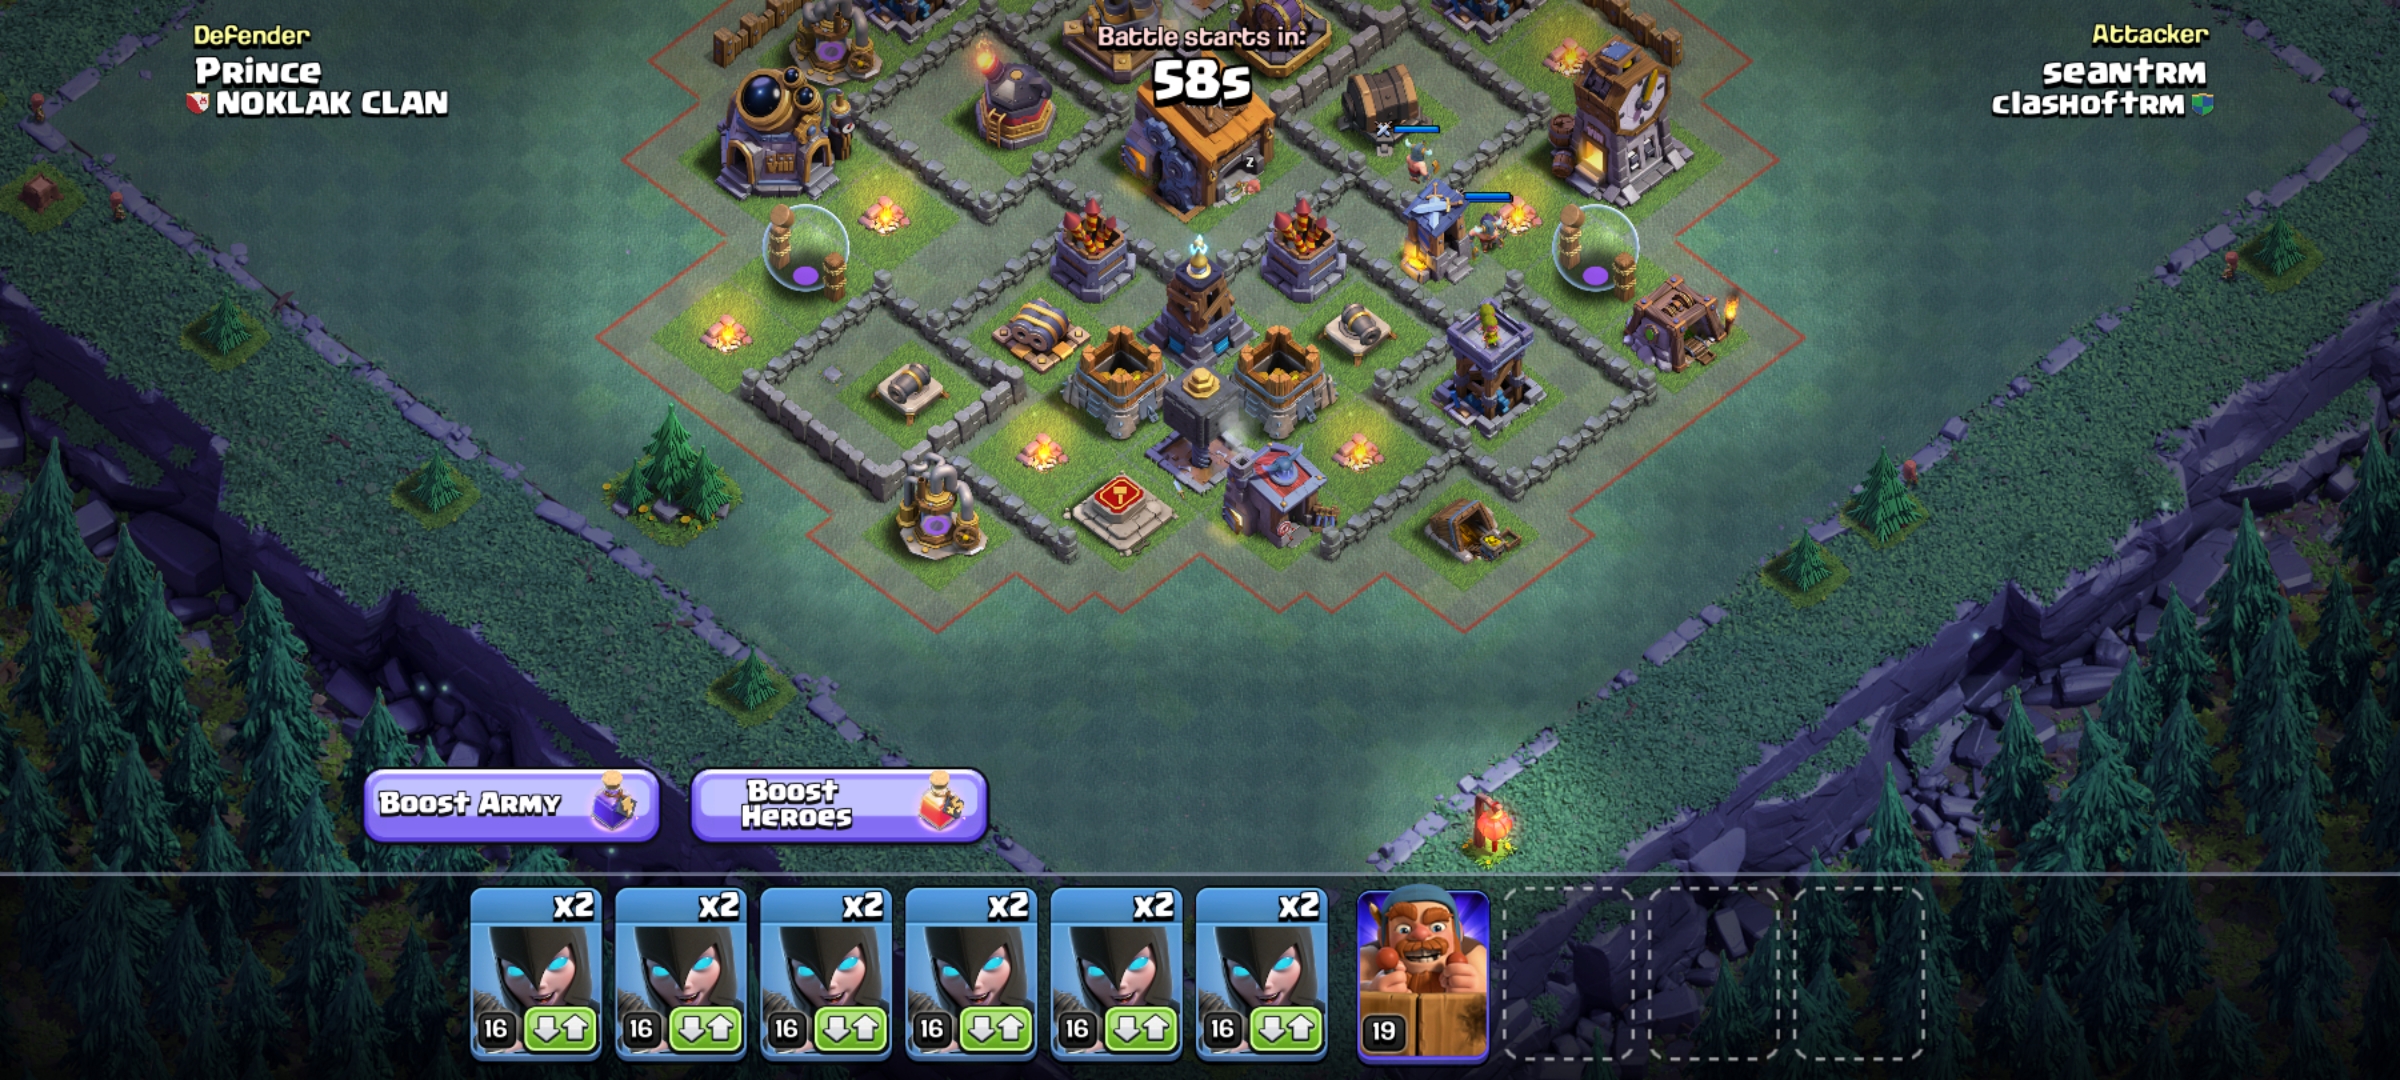 Defender
Prince
NOKLAK CLAN
Battle starts in:
58s
Attacker
seantrm
clashoftrm
z
VIII
Boost Army
Boost
Heroes
x2
x2
x2
x2
x2
x2
16
16
16
16
16
16
19